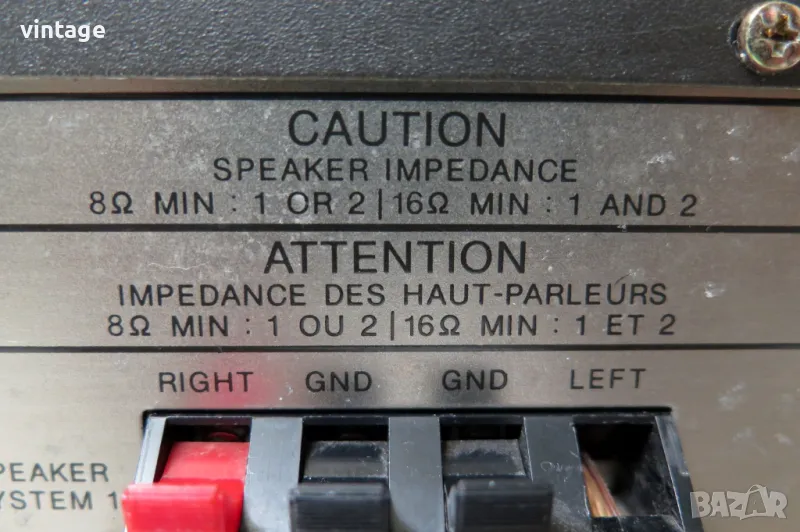 vintage
CAUTION
SPEAKER IMPEDANCE
8Ω MIN : 1 OR 2 | 16Ω MIN : 1 AND 2
ATTENTION
IMPEDANCE DES HAUT-PARLEURS
8Ω MIN : 1 OU 2 | 16Ω MIN : 1 ET 2
RIGHT GND GND LEFT
PEAKER
YSTEM 1
BAZAR